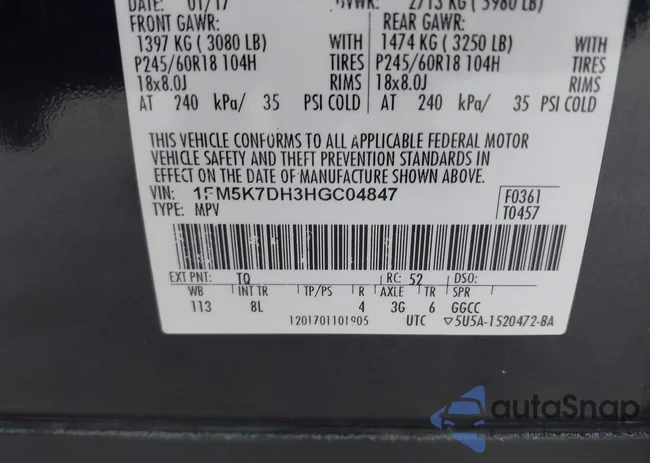 DATE: 01/17 GVWR: 2713 KG ( 5980 LB)
FRONT GAWR: REAR GAWR:
1397 KG ( 3080 LB) WITH 1474 KG ( 3250 LB) WITH
P245/60R18 104H TIRES P245/60R18 104H TIRES
18x8.0J RIMS 18x8.0J RIMS
AT 240 kPa/ 35 PSI COLD AT 240 kPa/ 35 PSI COLD
THIS VEHICLE CONFORMS TO ALL APPLICABLE FEDERAL MOTOR
VEHICLE SAFETY AND THEFT PREVENTION STANDARDS IN
EFFECT ON THE DATE OF MANUFACTURE SHOWN ABOVE.
VIN: 1FM5K7DH3HGC04847 F0361
TYPE: MPV T0457
EXT PNT: TQ RC: 52 DSO:
WB INT TR TP/PS R AXLE TR SPR
113 8L 4 3G 6 GGCC
1201701101905 UTC ▽5U5A-1520472-BA
autoSnap